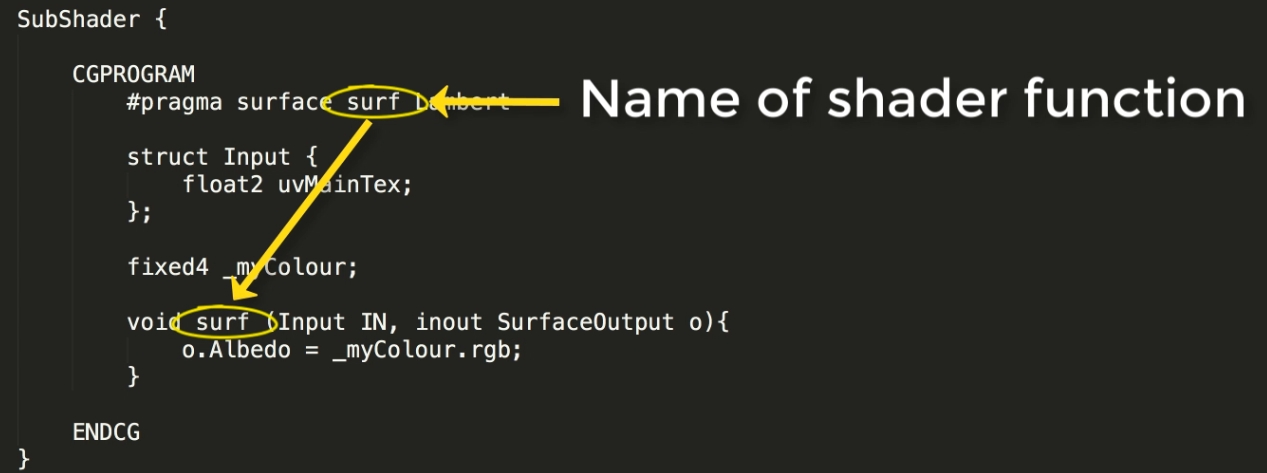 SubShader {
CGPROGRAM
#pragma surface surf Lambert
Name of shader function
struct Input {
float2 uvMainTex;
};
fixed4 _myColour;
void surf (Input IN, inout SurfaceOutput o){
o.Albedo = _myColour.rgb;
}
ENDCG
}